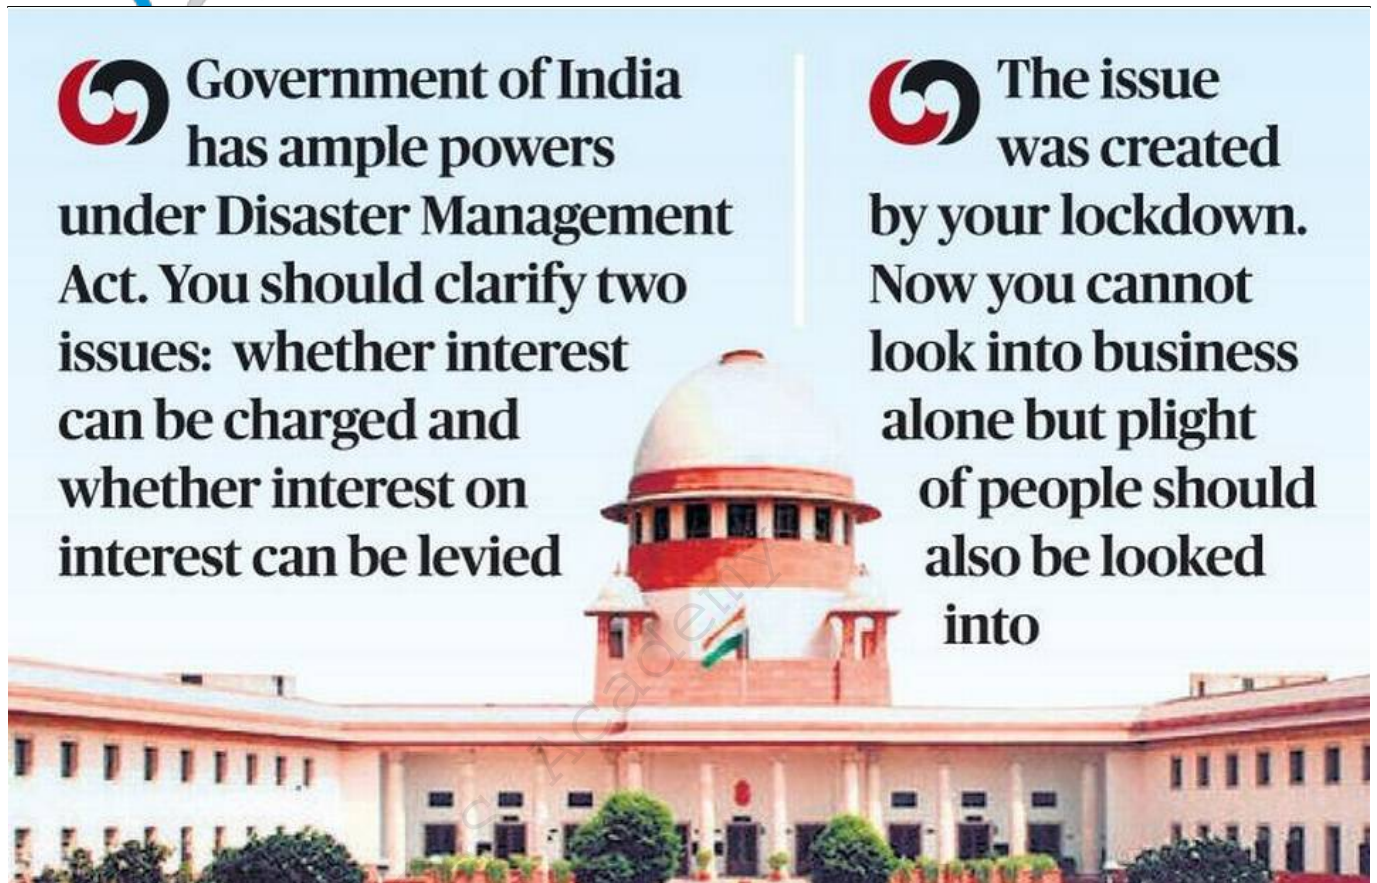 Government of India
has ample powers
under Disaster Management
Act. You should clarify two
issues: whether interest
can be charged and
whether interest on
interest can be levied
The issue
was created
by your lockdown.
Now you cannot
look into business
alone but plight
of people should
also be looked
into
Academy